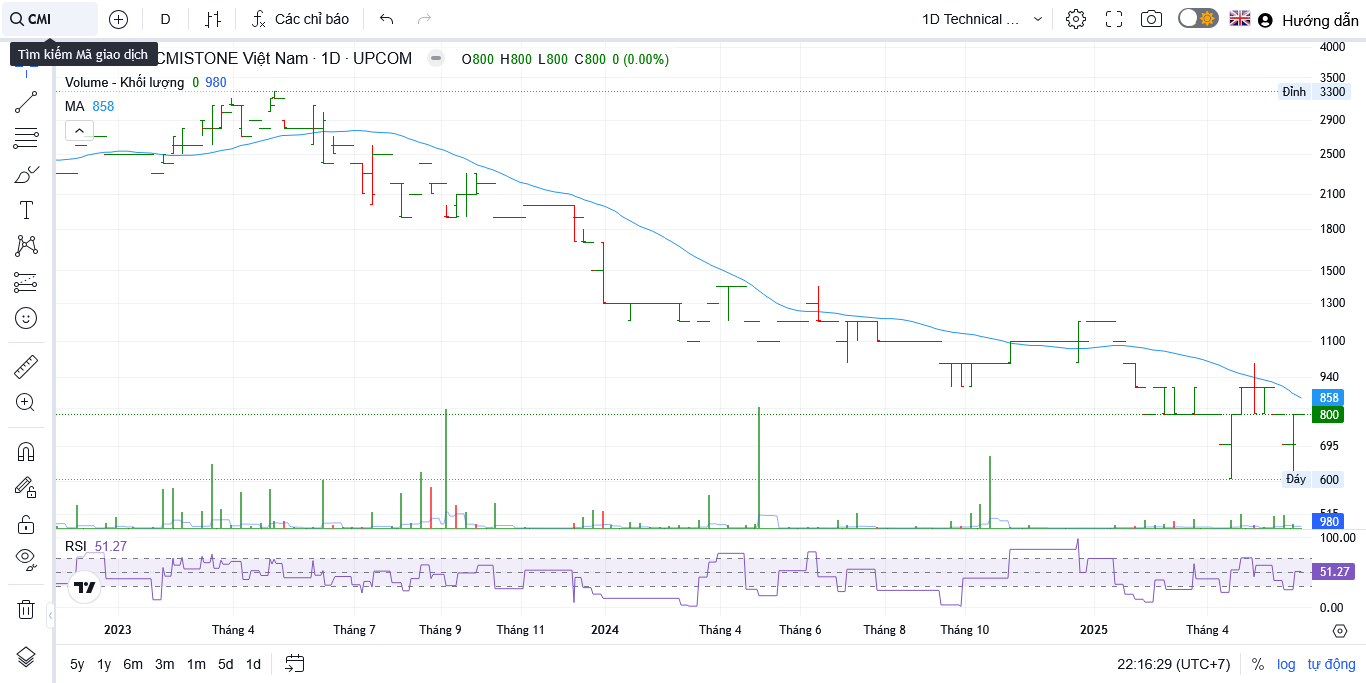 CMI D Các chỉ báo 1D Technical ... Hướng dẫn
Tìm kiếm Mã giao dịch
CMISTONE Việt Nam · 1D · UPCOM O800 H800 L800 C800 0 (0.00%)
Volume - Khối lượng 0 980
MA 858
4000
3500
Đỉnh 3300
2900
2500
2100
1800
1500
1300
1100
940
858
800
695
Đáy 600
980
RSI 51.27
100.00
51.27
0.00
2023 Tháng 4 Tháng 7 Tháng 9 Tháng 11 2024 Tháng 4 Tháng 6 Tháng 8 Tháng 10 2025 Tháng 4
5y 1y 6m 3m 1m 5d 1d 22:16:29 (UTC+7) % log tự động